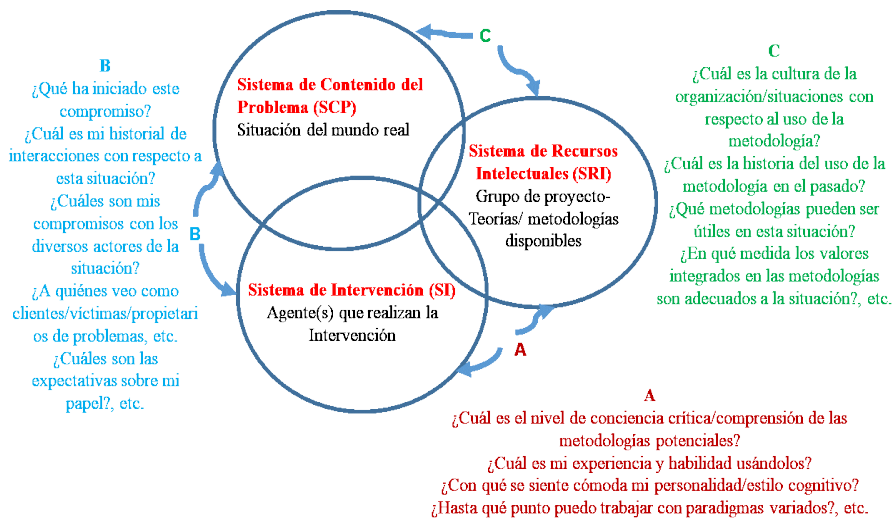 C
Sistema de Contenido del
Problema (SCP)
Situación del mundo real
Sistema de Recursos
Intelectuales (SRI)
Grupo de proyecto-
Teorías/ metodologías
disponibles
Sistema de Intervención (SI)
Agente(s) que realizan la
Intervención
B
A
B
¿Qué ha iniciado este
compromiso?
¿Cuál es mi historial de
interacciones con respecto a
esta situación?
¿Cuáles son mis
compromisos con los
diversos actores de la
situación?
¿A quiénes veo como
clientes/víctimas/propietari
os de problemas, etc.
¿Cuáles son las
expectativas sobre mi
papel?, etc.
C
¿Cuál es la cultura de la
organización/situaciones con
respecto al uso de la
metodología?
¿Cuál es la historia del uso de la
metodología en el pasado?
¿Qué metodologías pueden ser
útiles en esta situación?
¿En qué medida los valores
integrados en las metodologías
son adecuados a la situación?, etc.
A
¿Cuál es el nivel de conciencia crítica/comprensión de las
metodologías potenciales?
¿Cuál es mi experiencia y habilidad usándolos?
¿Con qué se siente cómoda mi personalidad/estilo cognitivo?
¿Hasta qué punto puedo trabajar con paradigmas variados?, etc.